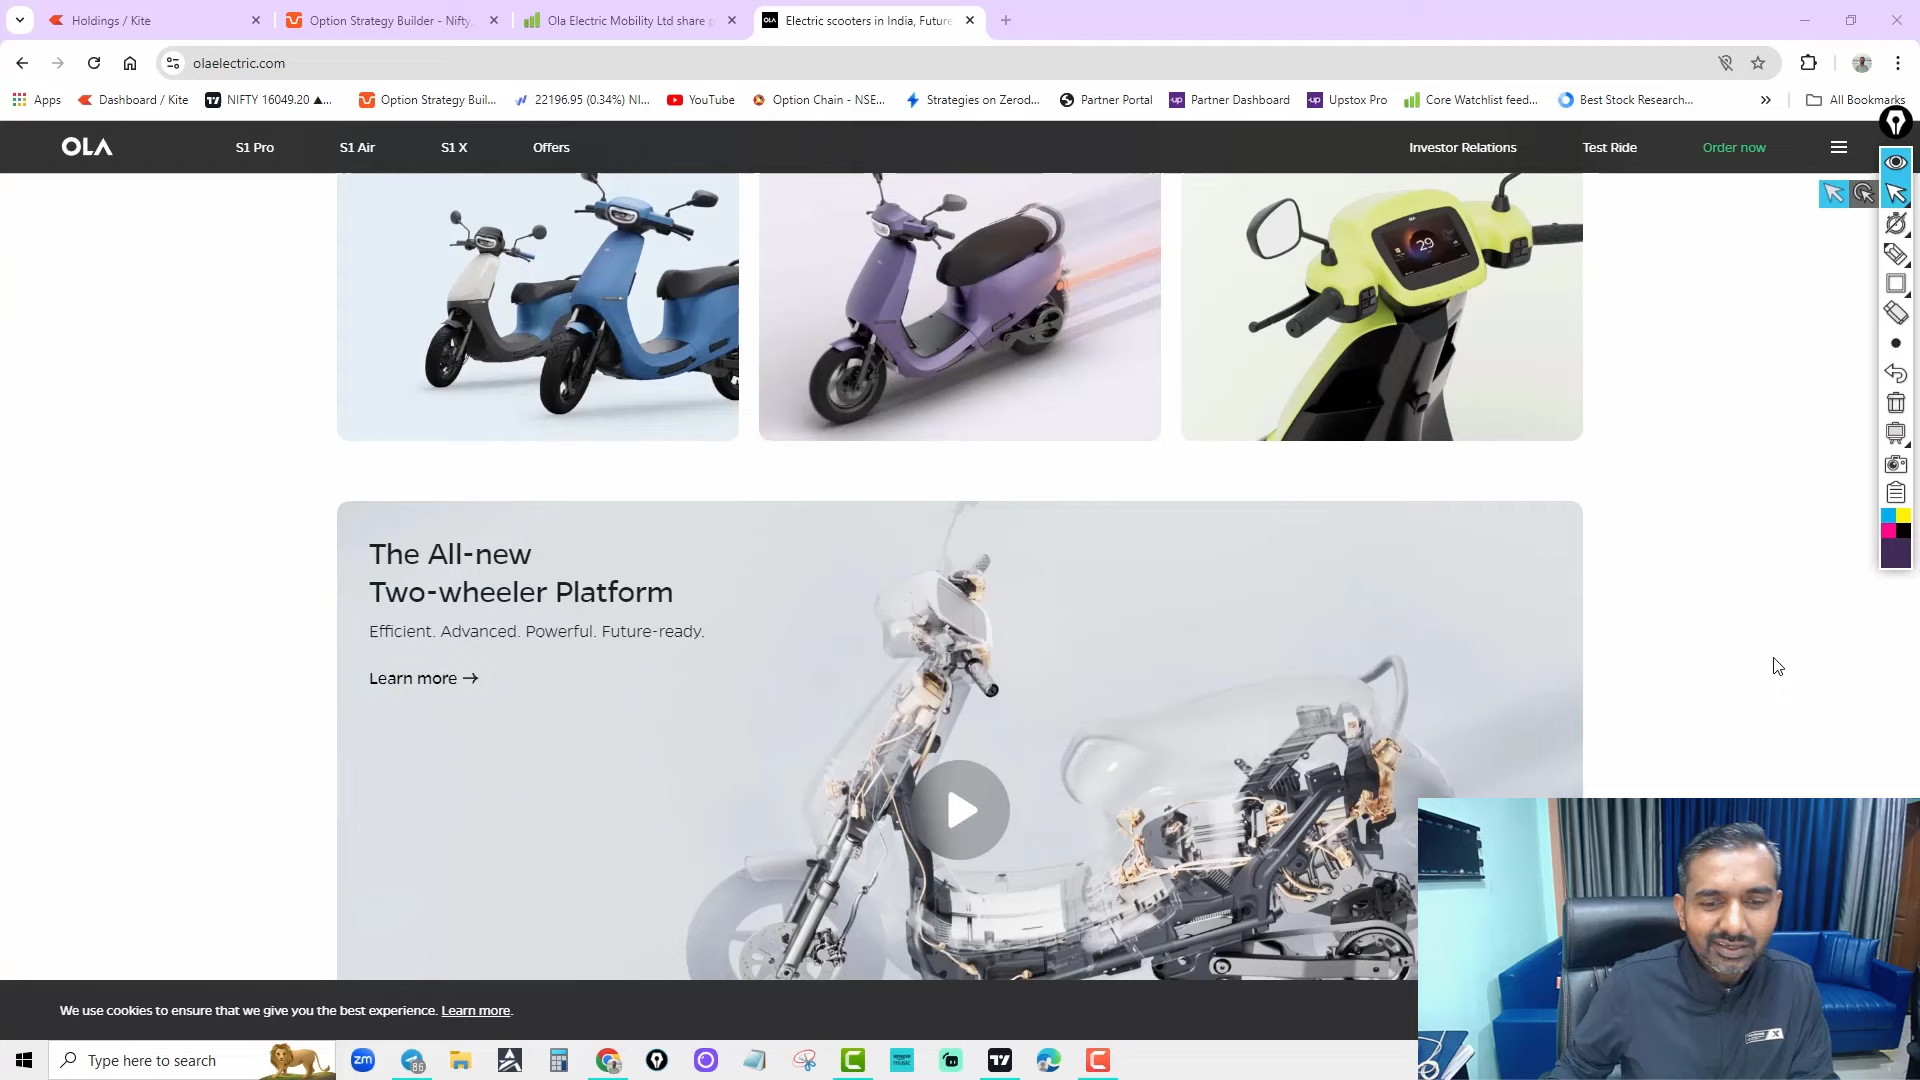 Holdings / Kite
Option Strategy Builder - Nifty,
Ola Electric Mobility Ltd share p
OLA
Electric scooters in India, Future
olaelectric.com
Apps
Dashboard / Kite
NIFTY 16049.20 ▲...
Option Strategy Buil...
22196.95 (0.34%) NI...
YouTube
Option Chain - NSE...
Strategies on Zerod...
Partner Portal
Partner Dashboard
Upstox Pro
Core Watchlist feed...
Best Stock Research...
All Bookmarks
OLA
S1 Pro
S1 Air
S1 X
Offers
Investor Relations
Test Ride
Order now
29
The All-new
Two-wheeler Platform
Efficient. Advanced. Powerful. Future-ready.
Learn more →
We use cookies to ensure that we give you the best experience. Learn more.
Type here to search
zm
86